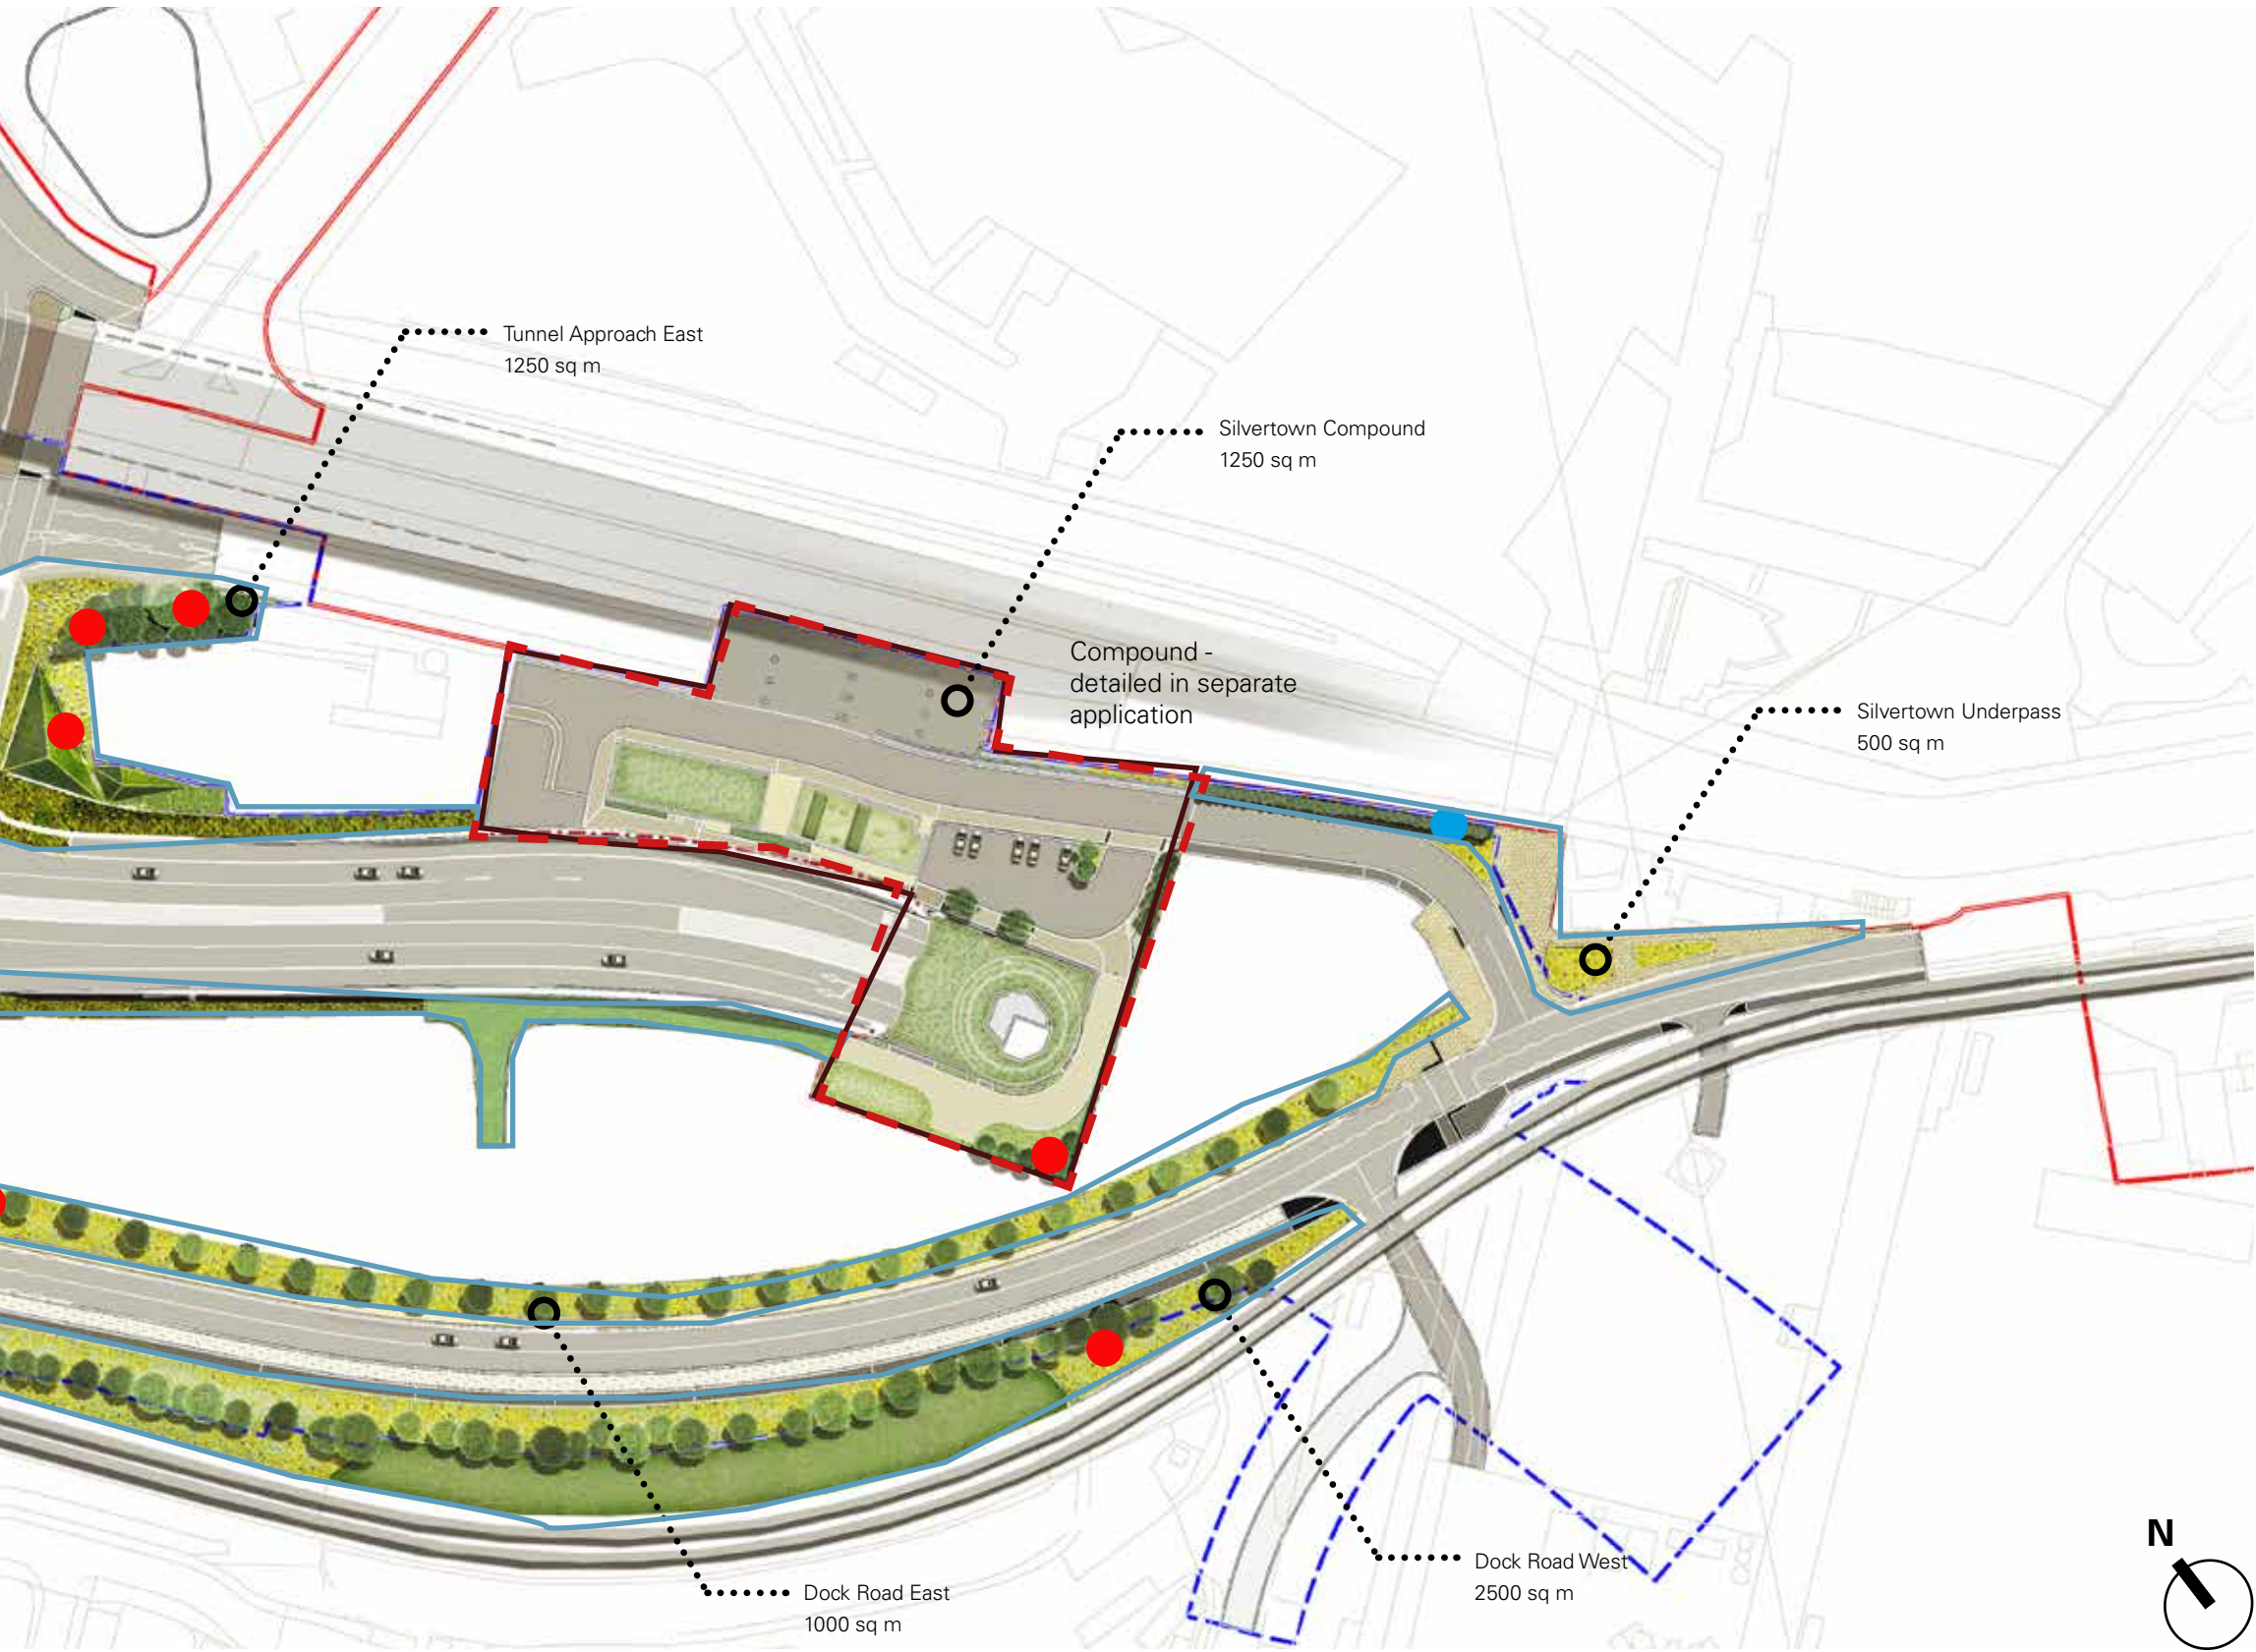 Tunnel Approach East
1250 sq m
Silvertown Compound
1250 sq m
Compound -
detailed in separate
application
Silvertown Underpass
500 sq m
N
Dock Road West
2500 sq m
Dock Road East
1000 sq m